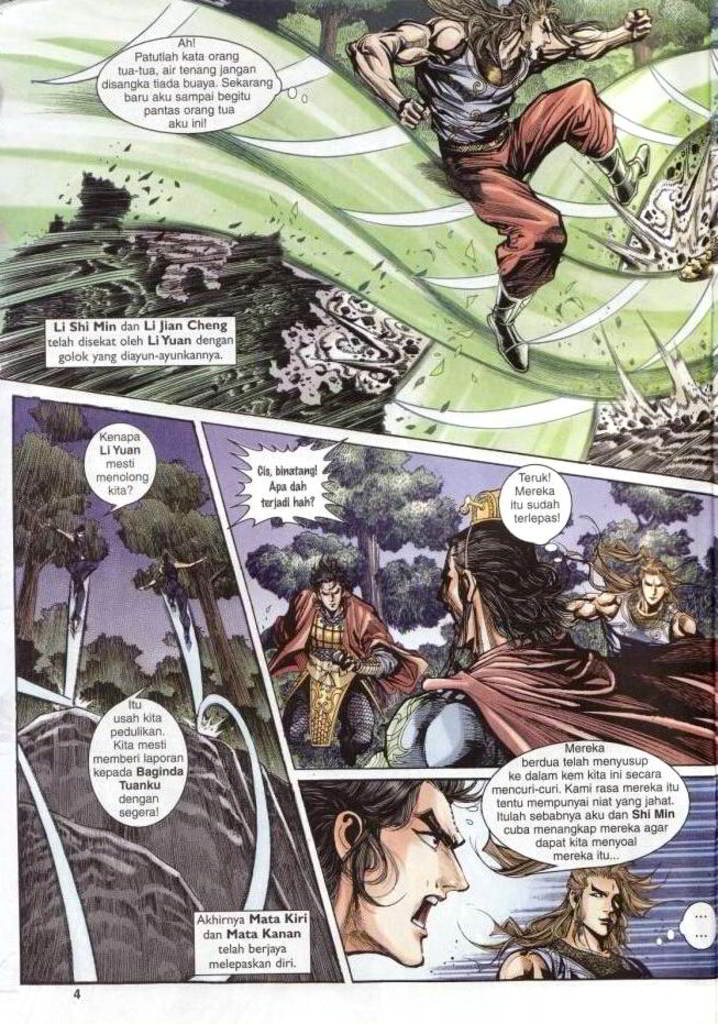 Ah!
Patutlah kata orang
tua-tua, air tenang jangan
disangka tiada buaya. Sekarang
baru aku sampai begitu
pantas orang tua
aku ini!
Li Shi Min dan Li Jian Cheng
telah disekat oleh Li Yuan dengan
golok yang diayun-ayunkannya.
Kenapa
Li Yuan
mesti
menolong
kita?
Itu
usah kita
pedulikan.
Kita mesti
memberi laporan
kepada Baginda
Tuanku
dengan
segera!
Akhirnya Mata Kiri
dan Mata Kanan
telah berjaya
melepaskan diri.
Cis, binatang!
Apa dah
terjadi hah?
Teruk!
Mereka
itu sudah
terlepas!
Mereka
berdua telah menyusup
ke dalam kem kita ini secara
mencuri-curi. Kami rasa mereka itu
tentu mempunyai niat yang jahat.
Itulah sebabnya aku dan Shi Min
cuba menangkap mereka agar
dapat kita menyoal
mereka itu...
...
...
4